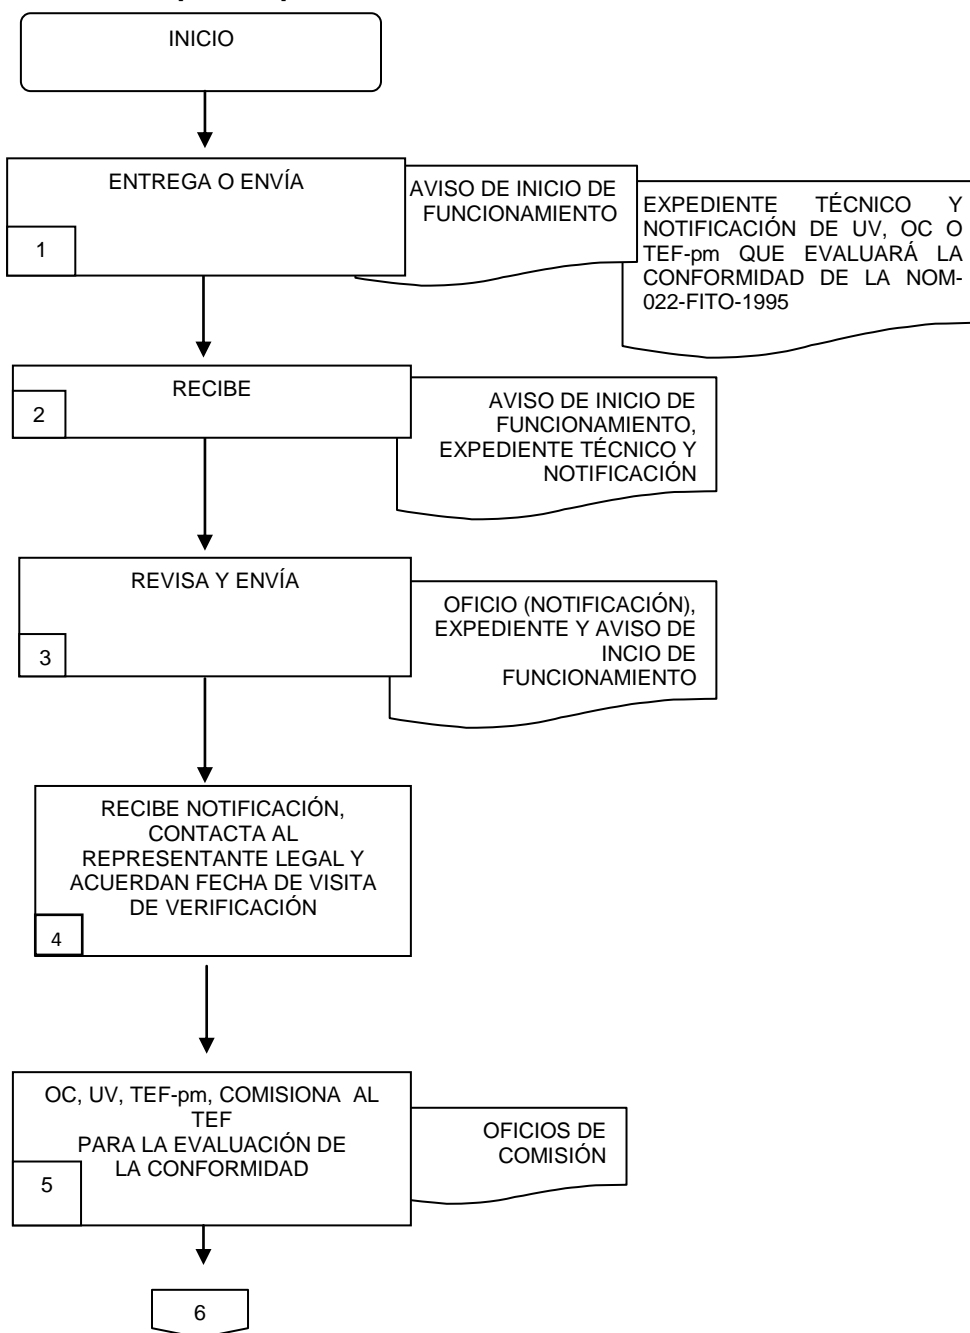 INICIO
ENTREGA O ENVÍA
1
AVISO DE INICIO DE
FUNCIONAMIENTO
EXPEDIENTE TÉCNICO Y
NOTIFICACIÓN DE UV, OC O
TEF-pm QUE EVALUARÁ LA
CONFORMIDAD DE LA NOM-
022-FITO-1995
RECIBE
2
AVISO DE INICIO DE
FUNCIONAMIENTO,
EXPEDIENTE TÉCNICO Y
NOTIFICACIÓN
REVISA Y ENVÍA
3
OFICIO (NOTIFICACIÓN),
EXPEDIENTE Y AVISO DE
INCIO DE
FUNCIONAMIENTO
RECIBE NOTIFICACIÓN,
CONTACTA AL
REPRESENTANTE LEGAL Y
ACUERDAN FECHA DE VISITA
DE VERIFICACIÓN
4
OC, UV, TEF-pm, COMISIONA AL
TEF
PARA LA EVALUACIÓN DE
LA CONFORMIDAD
5
OFICIOS DE
COMISIÓN
6